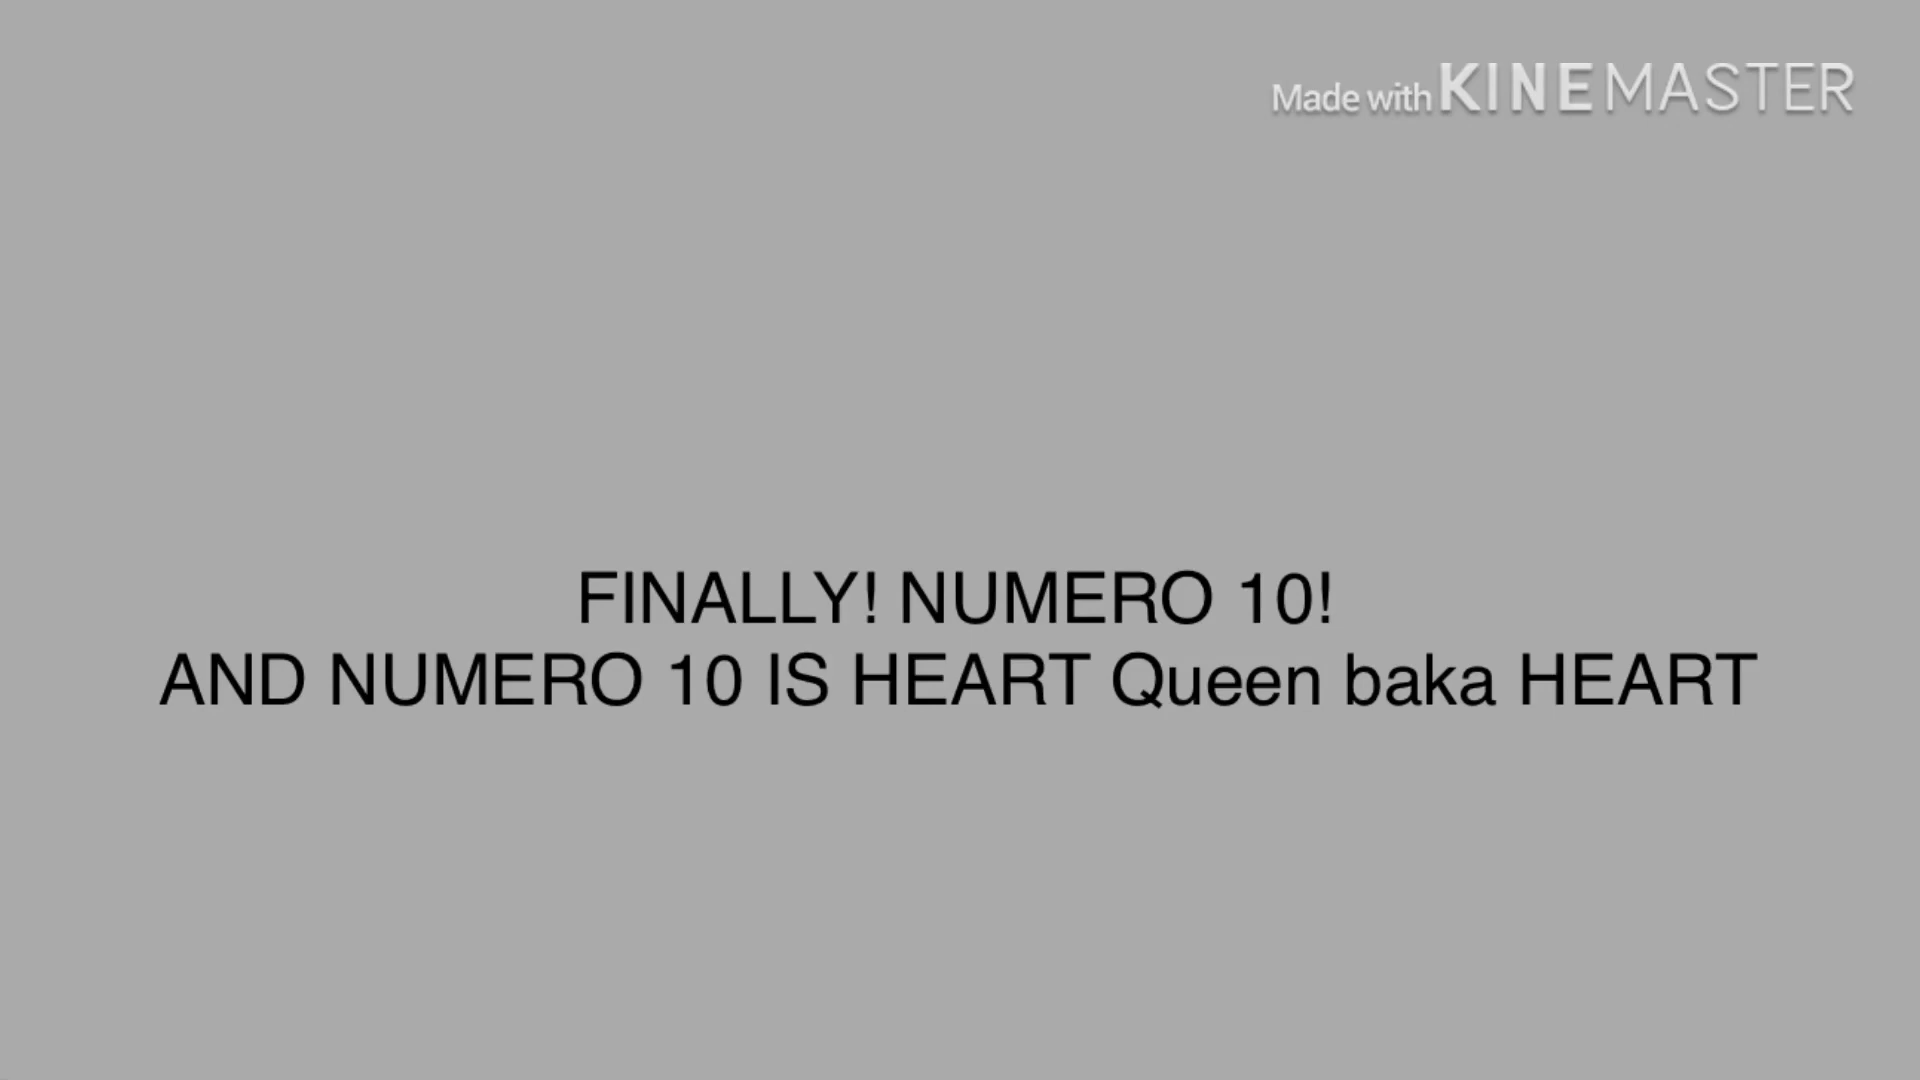 Made with KINEMASTER
FINALLY! NUMERO 10!
AND NUMERO 10 IS HEART Queen baka HEART